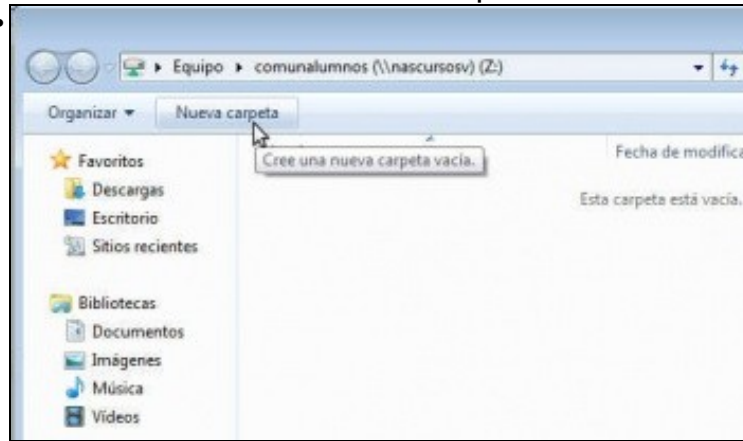 Equipo comunalumnos (\\nascursosv) (Z:)
Organizar Nueva carpeta
Cree una nueva carpeta vacía.
Favoritos
Descargas
Escritorio
Sitios recientes
Bibliotecas
Documentos
Imágenes
Música
Vídeos
Fecha de modifica
Esta carpeta está vacía.